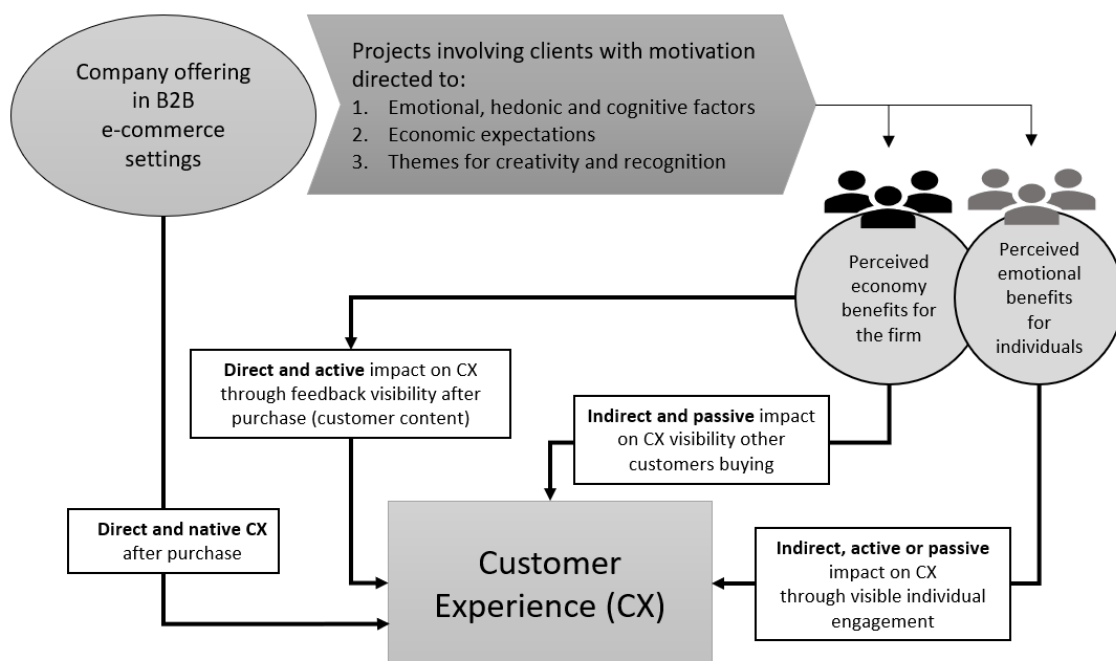 Company offering
in B2B
e-commerce
settings
Projects involving clients with motivation
directed to:
1. Emotional, hedonic and cognitive factors
2. Economic expectations
3. Themes for creativity and recognition
Perceived
economy
benefits for
the firm
Perceived
emotional
benefits
for
individuals
Direct and active impact on CX
through feedback visibility after
purchase (customer content)
Indirect and passive impact
on CX visibility other
customers buying
Direct and native CX
after purchase
Customer
Experience (CX)
Indirect, active or passive
impact on CX
through visible individual
engagement